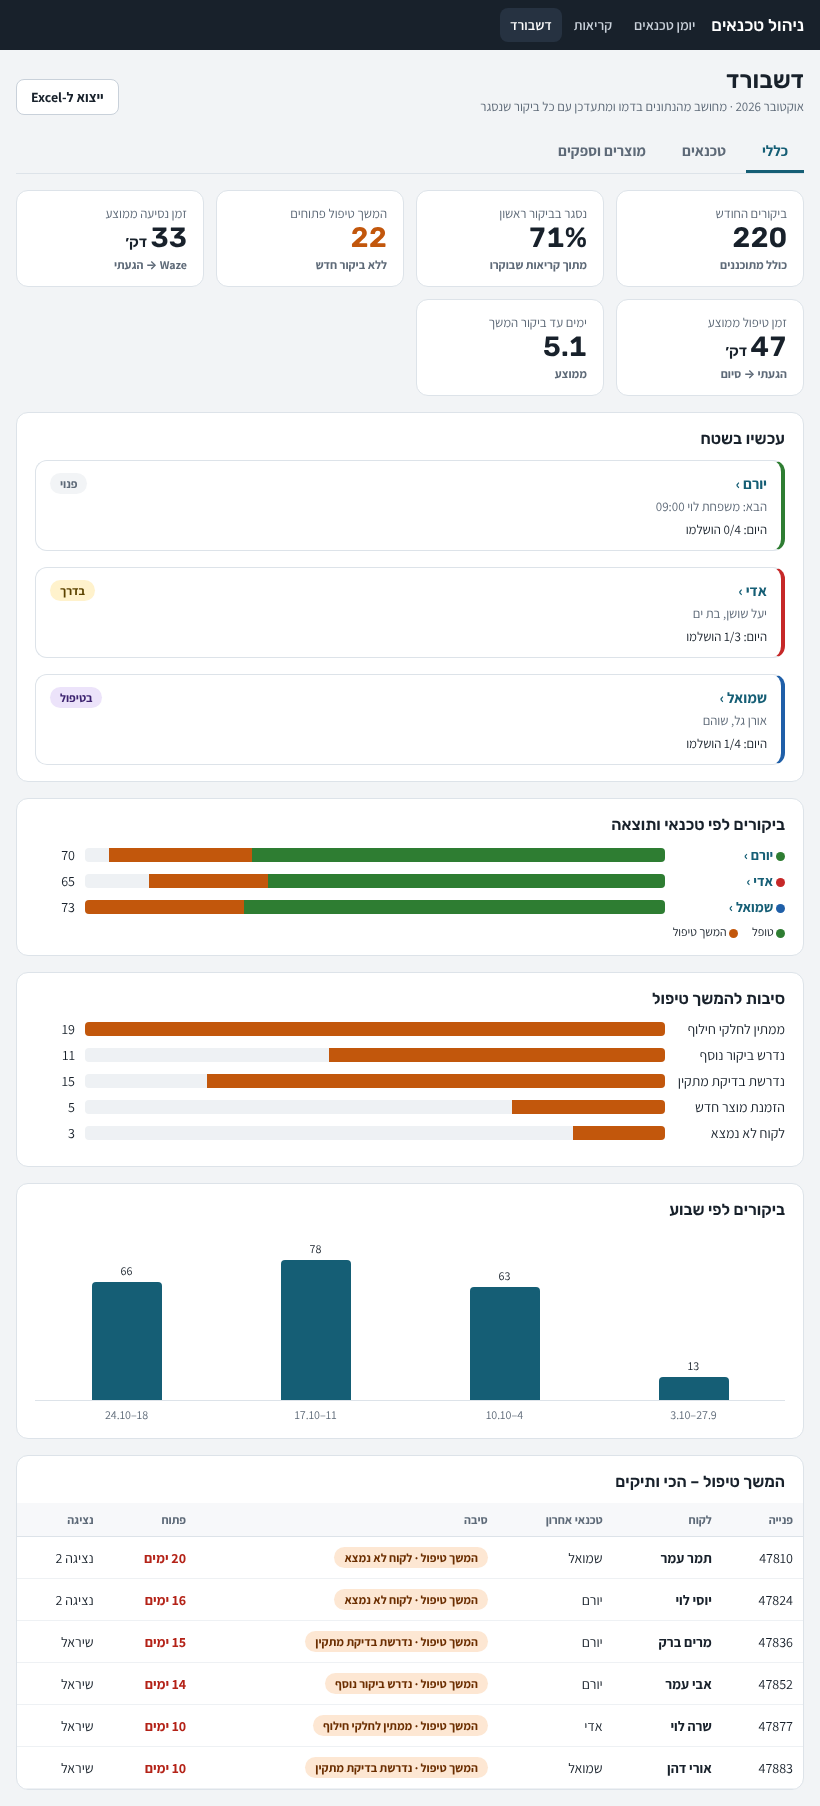 ניהול טכנאים יומן טכנאים קריאות דשבורד
דשבורד
אוקטובר 2026 · מחושב מהנתונים בדמו ומתעדכן עם כל ביקור שנסגר
ייצוא ל-Excel
כללי טכנאים מוצרים וספקים
ביקורים החודש
220
כולל מתוכננים
נסגר בביקור ראשון
71%
מתוך קריאות שבוקרו
המשך טיפול פתוחים
22
ללא ביקור חדש
זמן נסיעה ממוצע
33 דק׳
Waze → הגעתי
זמן טיפול ממוצע
47 דק׳
הגעתי → סיום
ימים עד ביקור המשך
5.1
ממוצע
עכשיו בשטח
יורם ›
פנוי
הבא: משפחת לוי 09:00
היום: 0/4 הושלמו
אדי ›
בדרך
יעל שושן, בת ים
היום: 1/3 הושלמו
שמואל ›
בטיפול
אורן גל, שוהם
היום: 1/4 הושלמו
ביקורים לפי טכנאי ותוצאה
יורם › 70
אדי › 65
שמואל › 73
טופל המשך טיפול
סיבות להמשך טיפול
ממתין לחלקי חילוף 19
נדרש ביקור נוסף 11
נדרשת בדיקת מתקין 15
הזמנת מוצר חדש 5
לקוח לא נמצא 3
ביקורים לפי שבוע
13 63 78 66
27.9–3.10 4–10.10 11–17.10 18–24.10
המשך טיפול – הכי ותיקים
פנייה לקוח טכנאי אחרון סיבה פתוח נציגה
47810 תמר עמר שמואל המשך טיפול · לקוח לא נמצא 20 ימים נציגה 2
47824 יוסי לוי יורם המשך טיפול · לקוח לא נמצא 16 ימים נציגה 2
47836 מרים ברק יורם המשך טיפול · נדרשת בדיקת מתקין 15 ימים שיראל
47852 אבי עמר יורם המשך טיפול · נדרש ביקור נוסף 14 ימים שיראל
47877 שרה לוי אדי המשך טיפול · ממתין לחלקי חילוף 10 ימים שיראל
47883 אורי דהן שמואל המשך טיפול · נדרשת בדיקת מתקין 10 ימים שיראל